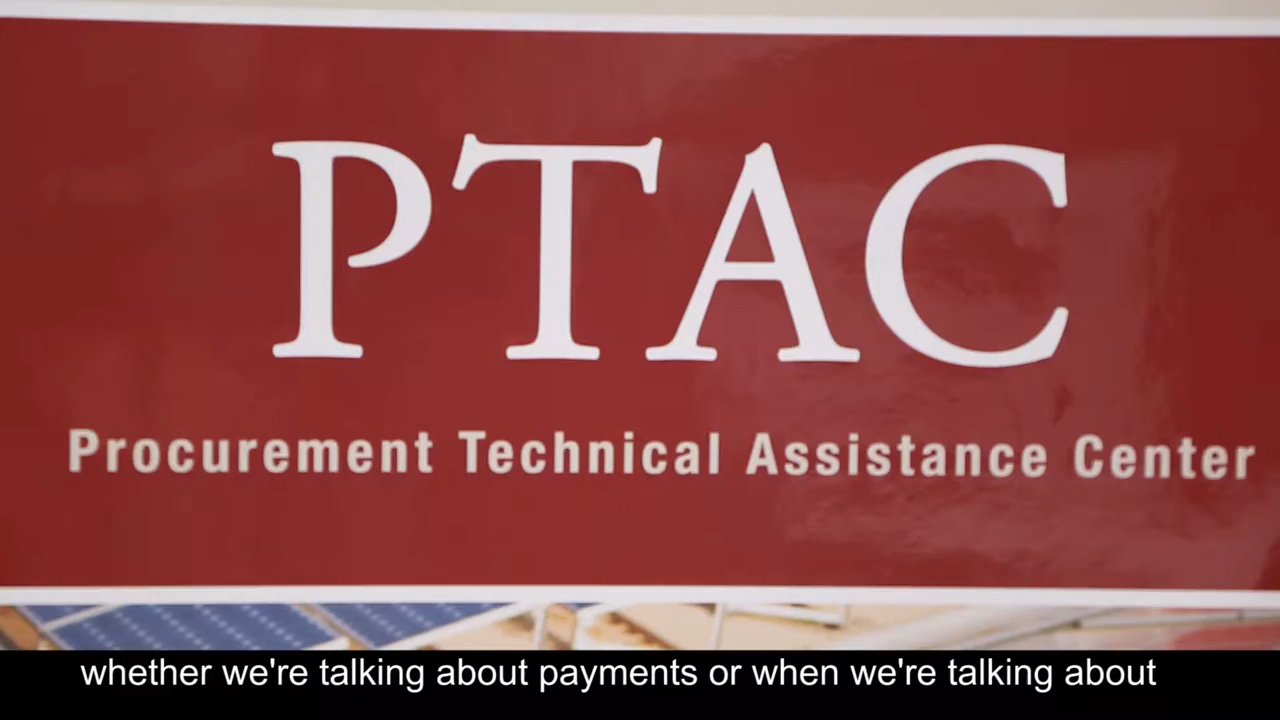 PTAC
Procurement Technical Assistance Center
whether we're talking about payments or when we're talking about